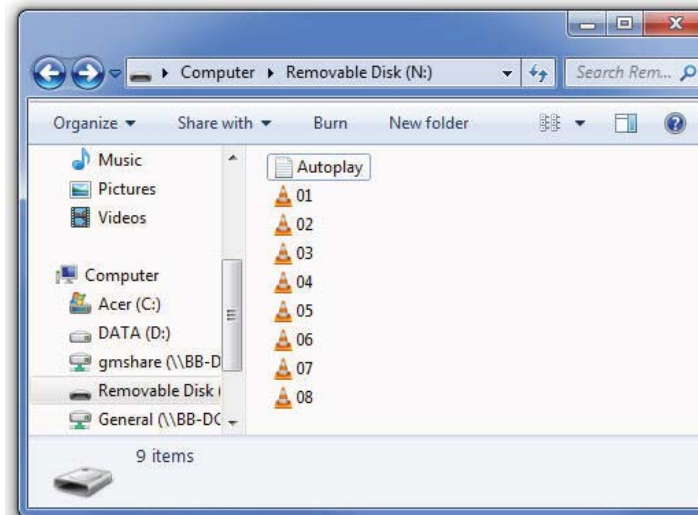 Computer Removable Disk (N:) Search Rem...
Organize Share with Burn New folder
Music
Pictures
Videos
Computer
Acer (C:)
DATA (D:)
gmshare (\\BB-D
Removable Disk (
General (\\BB-DC
Autoplay
01
02
03
04
05
06
07
08
9 items